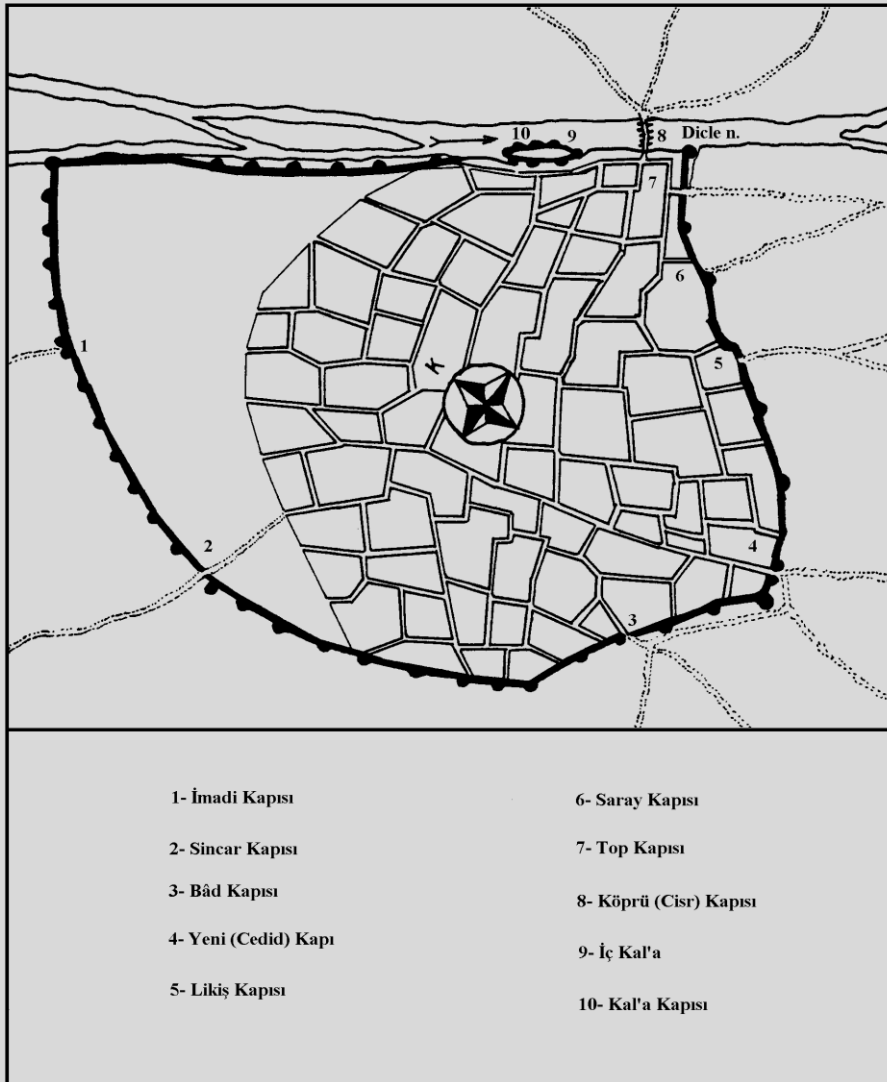 10
9
8
Dicle n.
7
6
1
5
K
2
4
3
1- İmadi Kapısı
2- Sincar Kapısı
3- Bâd Kapısı
4- Yeni (Cedid) Kapı
5- Likiş Kapısı
6- Saray Kapısı
7- Top Kapısı
8- Köprü (Cisr) Kapısı
9- İç Kal'a
10- Kal'a Kapısı